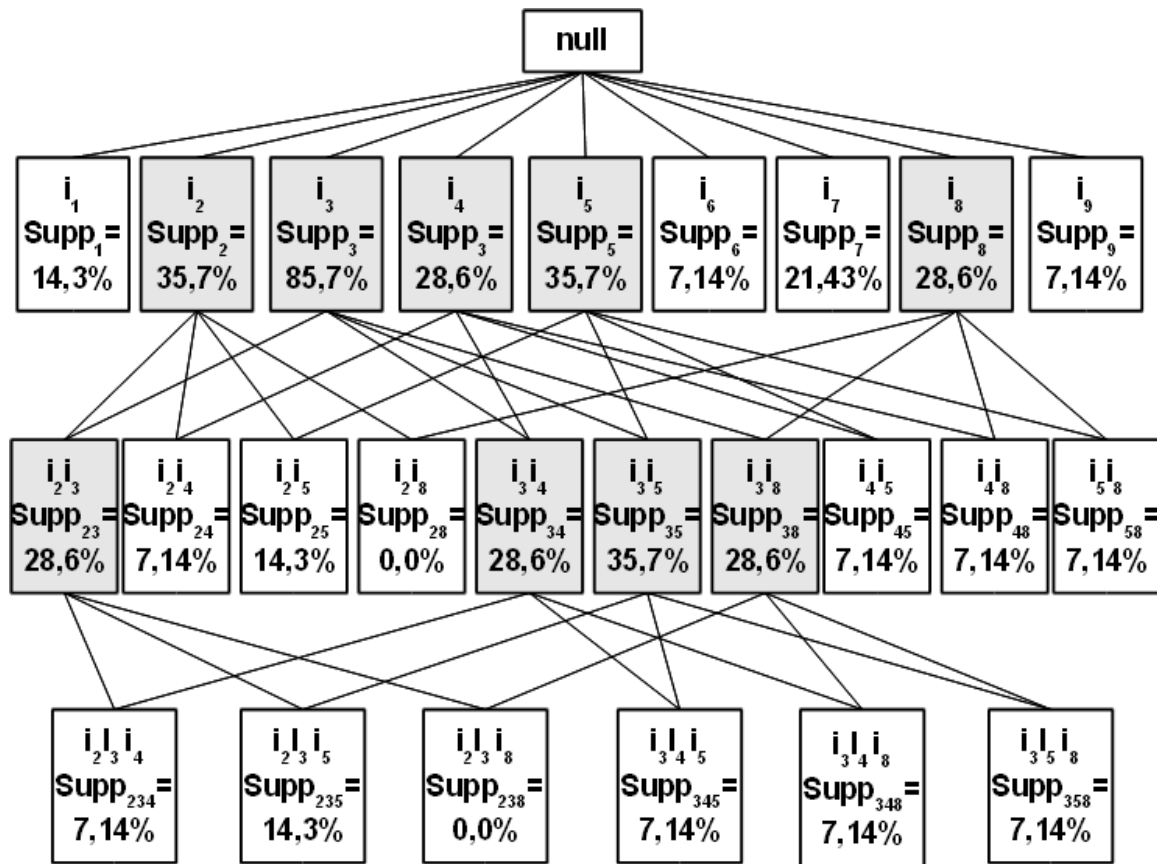 null
i₁
Supp₁=
14,3%
i₂
Supp₂=
35,7%
i₃
Supp₃=
85,7%
i₄
Supp₃=
28,6%
i₅
Supp₅=
35,7%
i₆
Supp₆
7,14%
i₇
Supp₇=
21,43%
i₈
Supp₈=
28,6%
i₉
Supp₉=
7,14%
i₂i₃
Supp₂₃=
28,6%
i₂i₄
Supp₂₄=
7,14%
i₂i₅
Supp₂₅=
14,3%
i₂i₈
Supp₂₈=
0,0%
i₃i₄
Supp₃₄=
28,6%
i₃i₅
Supp₃₅=
35,7%
i₃i₈
Supp₃₈=
28,6%
i₄i₅
Supp₄₅=
7,14%
i₄i₈
Supp₄₈=
7,14%
i₅i₈
Supp₅₈=
7,14%
i₂I₃i₄
Supp₂₃₄=
7,14%
i₂I₃i₅
Supp₂₃₅=
14,3%
i₂I₃i₈
Supp₂₃₈=
0,0%
i₃I₄i₅
Supp₃₄₅=
7,14%
i₃I₄i₈
Supp₃₄₈=
7,14%
i₃I₅i₈
Supp₃₅₈=
7,14%